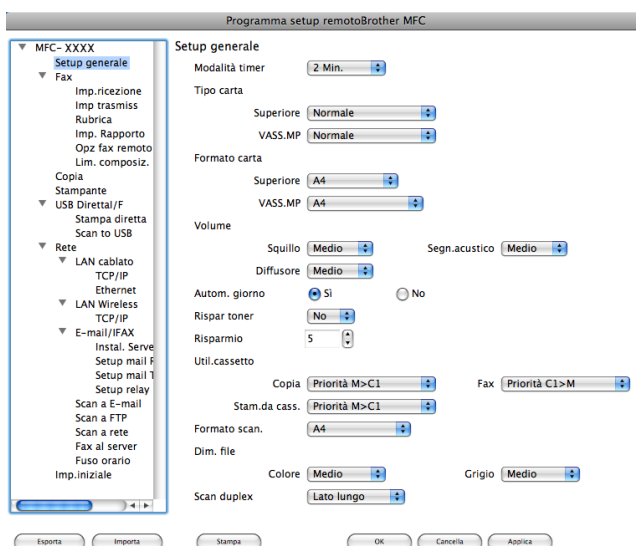 Programma setup remotoBrother MFC
MFC- XXXX
Setup generale
Fax
Imp.ricezione
Imp trasmiss
Rubrica
Imp. Rapporto
Opz fax remoto
Lim. composiz.
Copia
Stampante
USB Direttal/F
Stampa diretta
Scan to USB
Rete
LAN cablato
TCP/IP
Ethernet
LAN Wireless
TCP/IP
E-mail/IFAX
Instal. Serve
Setup mail
Setup mail
Setup relay
Scan a E-mail
Scan a FTP
Scan a rete
Fax al server
Fuso orario
Imp.iniziale
Setup generale
Modalità timer 2 Min.
Tipo carta
Superiore Normale
VASS.MP Normale
Formato carta
Superiore A4
VASS.MP A4
Volume
Squillo Medio Segn.acustico Medio
Diffusore Medio
Autom. giorno Sì No
Rispar toner No
Risparmio 5
Util.cassetto
Copia Priorità M>C1 Fax Priorità C1>M
Stam.da cass. Priorità M>C1
Formato scan. A4
Dim. file
Colore Medio Grigio Medio
Scan duplex Lato lungo
Esporta Importa Stampa OK Cancella Applica